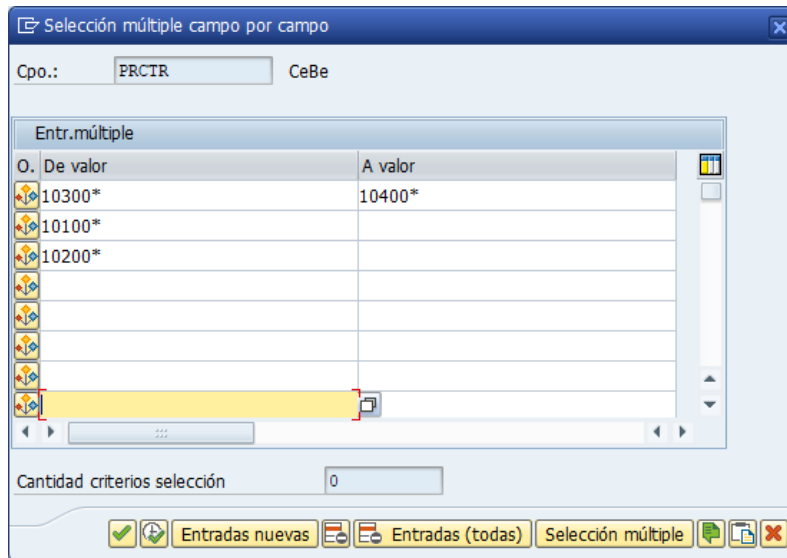 Selección múltiple campo por campo
Cpo.: PRCTR CeBe
Entr.múltiple
O. De valor A valor
10300* 10400*
10100*
10200*
Cantidad criterios selección 0
Entradas nuevas Entradas (todas) Selección múltiple